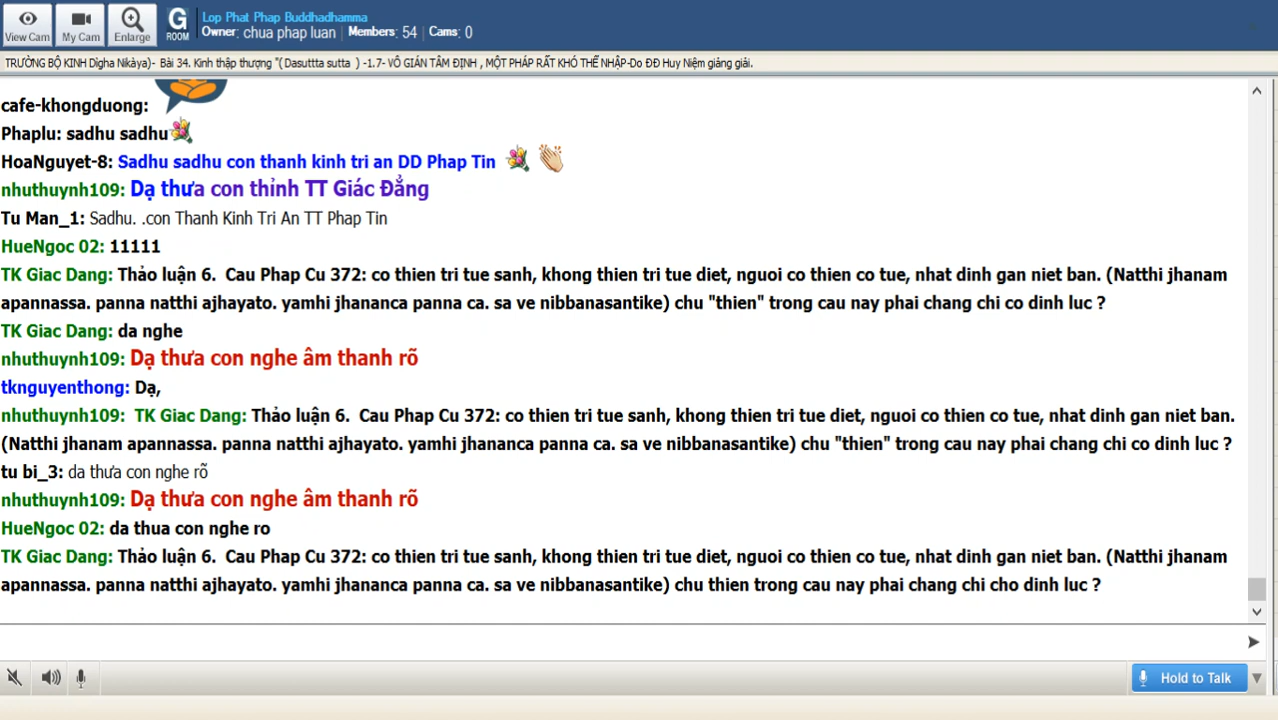 Lop Phat Phap Buddhadhamma
Owner: chua phap luan | Members: 54 | Cams: 0
View Cam
My Cam
Enlarge
G ROOM
TRƯỜNG BỘ KINH Dìgha Nikàya)- Bài 34. Kinh thập thượng "( Dasuttta sutta ) -1.7- VÔ GIÁN TÂM ĐỊNH , MỘT PHÁP RẤT KHÓ THỂ NHẬP-Do ĐĐ Huy Niệm giảng giải.
cafe-khongduong:
Phaplu: sadhu sadhu
HoaNguyet-8: Sadhu sadhu con thanh kinh tri an DD Phap Tin
nhuthuynh109: Dạ thưa con thỉnh TT Giác Đẳng
Tu Man_1: Sadhu. .con Thanh Kinh Tri An TT Phap Tin
HueNgoc 02: 11111
TK Giac Dang: Thảo luận 6. Cau Phap Cu 372: co thien tri tue sanh, khong thien tri tue diet, nguoi co thien co tue, nhat dinh gan niet ban. (Natthi jhanam
apannassa. panna natthi ajhayato. yamhi jhananca panna ca. sa ve nibbanasantike) chu "thien" trong cau nay phai chang chi co dinh luc ?
TK Giac Dang: da nghe
nhuthuynh109: Dạ thưa con nghe âm thanh rõ
tknguyenthong: Dạ,
nhuthuynh109: TK Giac Dang: Thảo luận 6. Cau Phap Cu 372: co thien tri tue sanh, khong thien tri tue diet, nguoi co thien co tue, nhat dinh gan niet ban.
(Natthi jhanam apannassa. panna natthi ajhayato. yamhi jhananca panna ca. sa ve nibbanasantike) chu "thien" trong cau nay phai chang chi co dinh luc ?
tu bi_3: da thưa con nghe rõ
nhuthuynh109: Dạ thưa con nghe âm thanh rõ
HueNgoc 02: da thua con nghe ro
TK Giac Dang: Thảo luận 6. Cau Phap Cu 372: co thien tri tue sanh, khong thien tri tue diet, nguoi co thien co tue, nhat dinh gan niet ban. (Natthi jhanam
apannassa. panna natthi ajhayato. yamhi jhananca panna ca. sa ve nibbanasantike) chu thien trong cau nay phai chang chi cho dinh luc ?
Hold to Talk